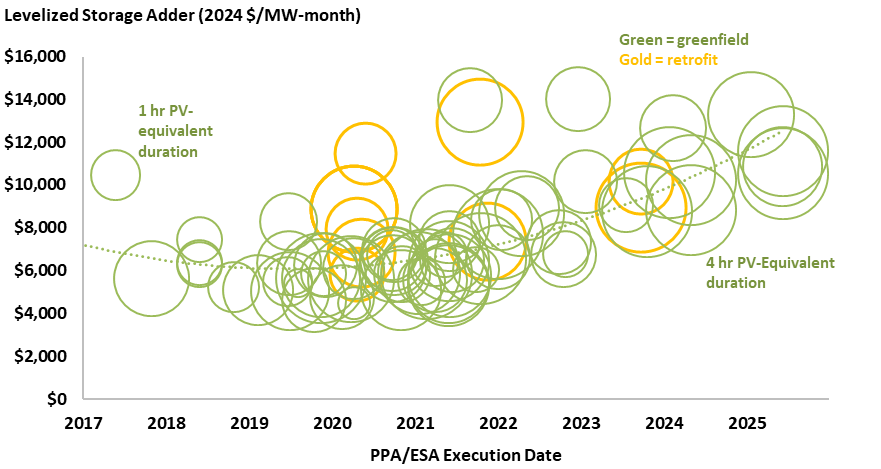 Levelized Storage Adder (2024 $/MW-month)
Green = greenfield
Gold = retrofit
$16,000
$14,000
$12,000
$10,000
$8,000
$6,000
$4,000
$2,000
$0
1 hr PV-
equivalent
duration
4 hr PV-Equivalent
duration
2017 2018 2019 2020 2021 2022 2023 2024 2025
PPA/ESA Execution Date